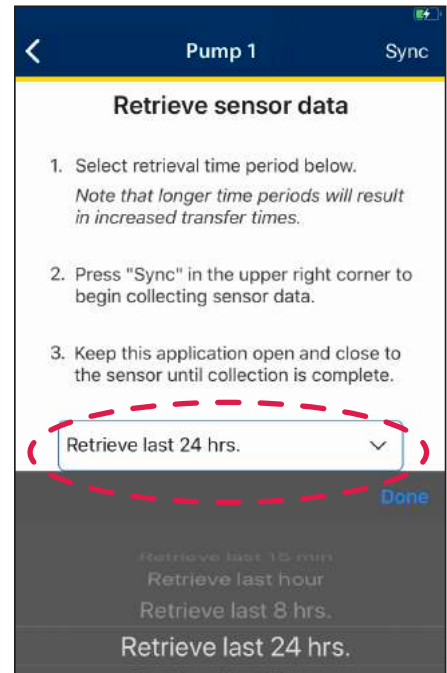 Pump 1
Sync
Retrieve sensor data
1. Select retrieval time period below.
Note that longer time periods will result
in increased transfer times.
2. Press "Sync" in the upper right corner to
begin collecting sensor data.
3. Keep this application open and close to
the sensor until collection is complete.
Retrieve last 24 hrs.
Done
Retrieve last 15 min
Retrieve last hour
Retrieve last 8 hrs.
Retrieve last 24 hrs.